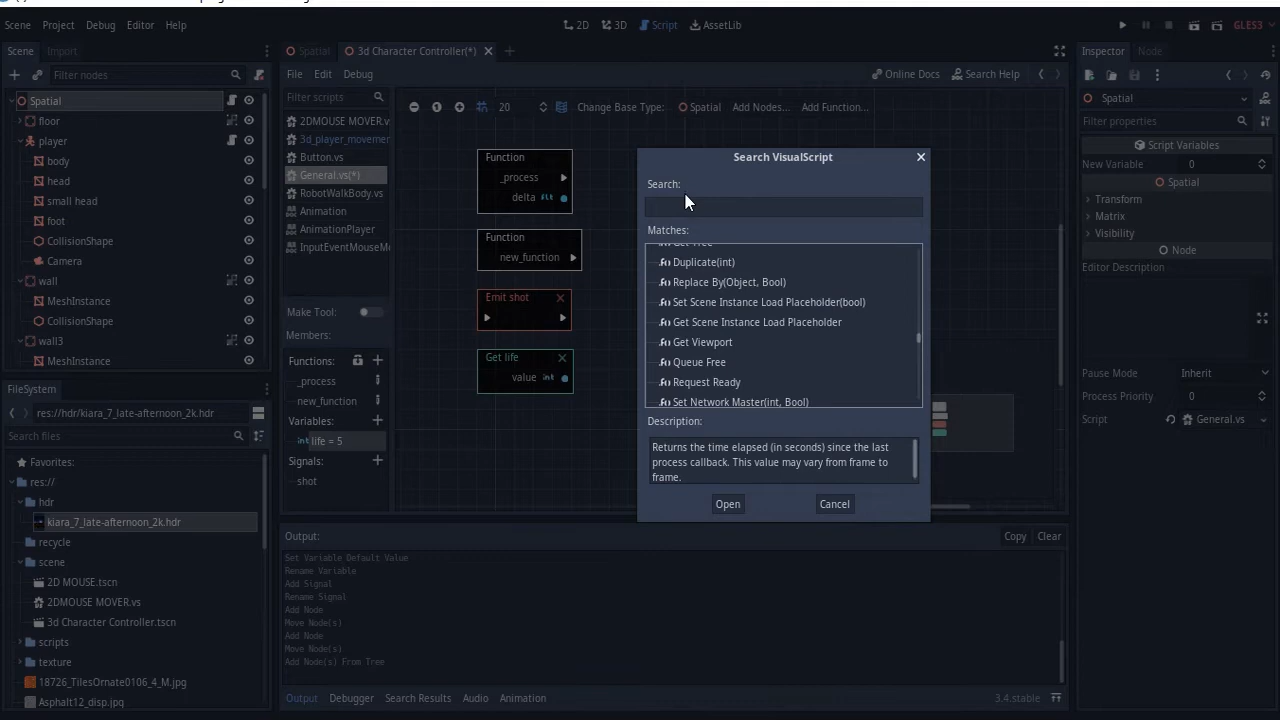 Scene Project Debug Editor Help
2D 3D Script AssetLib
GLES3
Scene Import
Filter nodes
Spatial
floor
player
body
head
small head
foot
CollisionShape
Camera
wall
MeshInstance
CollisionShape
wall3
MeshInstance
FileSystem
res://hdr/kiara_7_late-afternoon_2k.hdr
Search files
Favorites:
res://
hdr
kiara_7_late-afternoon_2k.hdr
recycle
scene
2D MOUSE.tscn
2DMOUSE MOVER.vs
3d Character Controller.tscn
scripts
texture
18726_TilesOrnate0106_4_M.jpg
Asphalt12_disp.jpg
Spatial 3d Character Controller(*)
File Edit Debug
Online Docs Search Help
Filter scripts
2DMOUSE MOVER.v
3d_player_movemen
Button.vs
General.vs(*)
RobotWalkBody.vs
Animation
AnimationPlayer
InputEventMouseM
Make Tool:
Members:
Functions:
_process
new_function
Variables:
int life = 5
Signals:
shot
20 Change Base Type: Spatial Add Nodes... Add Function...
Function
_process
delta flt
Function
new_function
Emit shot
Get life
value int
Search VisualScript
Search:
Matches:
Get Tree
Duplicate(int)
Replace By(Object, Bool)
Set Scene Instance Load Placeholder(bool)
Get Scene Instance Load Placeholder
Get Viewport
Queue Free
Request Ready
Set Network Master(int, Bool)
Description:
Returns the time elapsed (in seconds) since the last
process callback. This value may vary from frame to
frame.
Open Cancel
Output: Copy Clear
Set Variable Default Value
Rename Variable
Add Signal
Rename Signal
Add Node
Move Node(s)
Add Node
Move Node(s)
Add Node(s) From Tree
Output Debugger Search Results Audio Animation 3.4.stable
Inspector Node
Spatial
Filter properties
Script Variables
New Variable 0
Spatial
Transform
Matrix
Visibility
Node
Editor Description
Pause Mode Inherit
Process Priority 0
Script General.vs